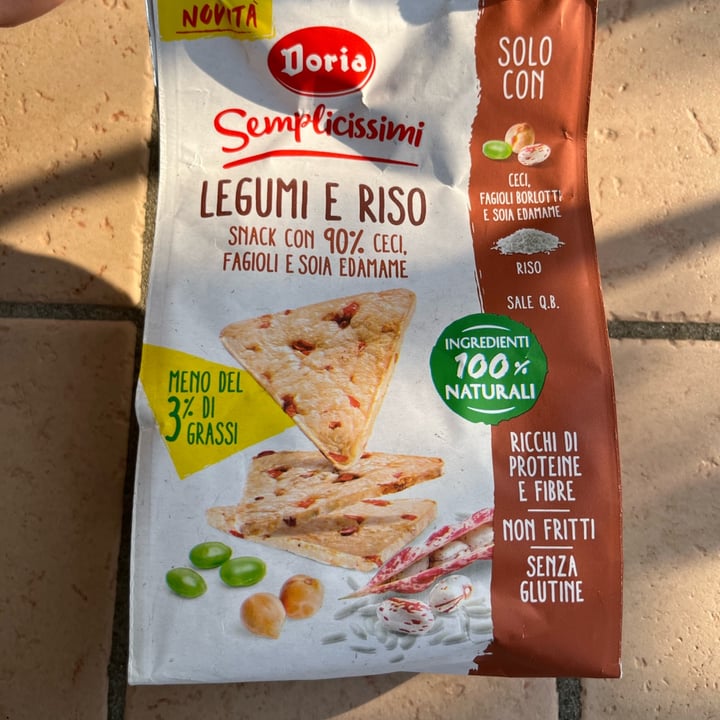 NOVITÀ
Doria
Semplicissimi
LEGUMI E RISO
SNACK CON 90% CECI,
FAGIOLI E SOIA EDAMAME
MENO DEL
3% DI
GRASSI
SOLO
CON
CECI,
FAGIOLI BORLOTTI
E SOIA EDAMAME
RISO
SALE Q.B.
INGREDIENTI
100%
NATURALI
RICCHI DI
PROTEINE
E FIBRE
NON FRITTI
SENZA
GLUTINE